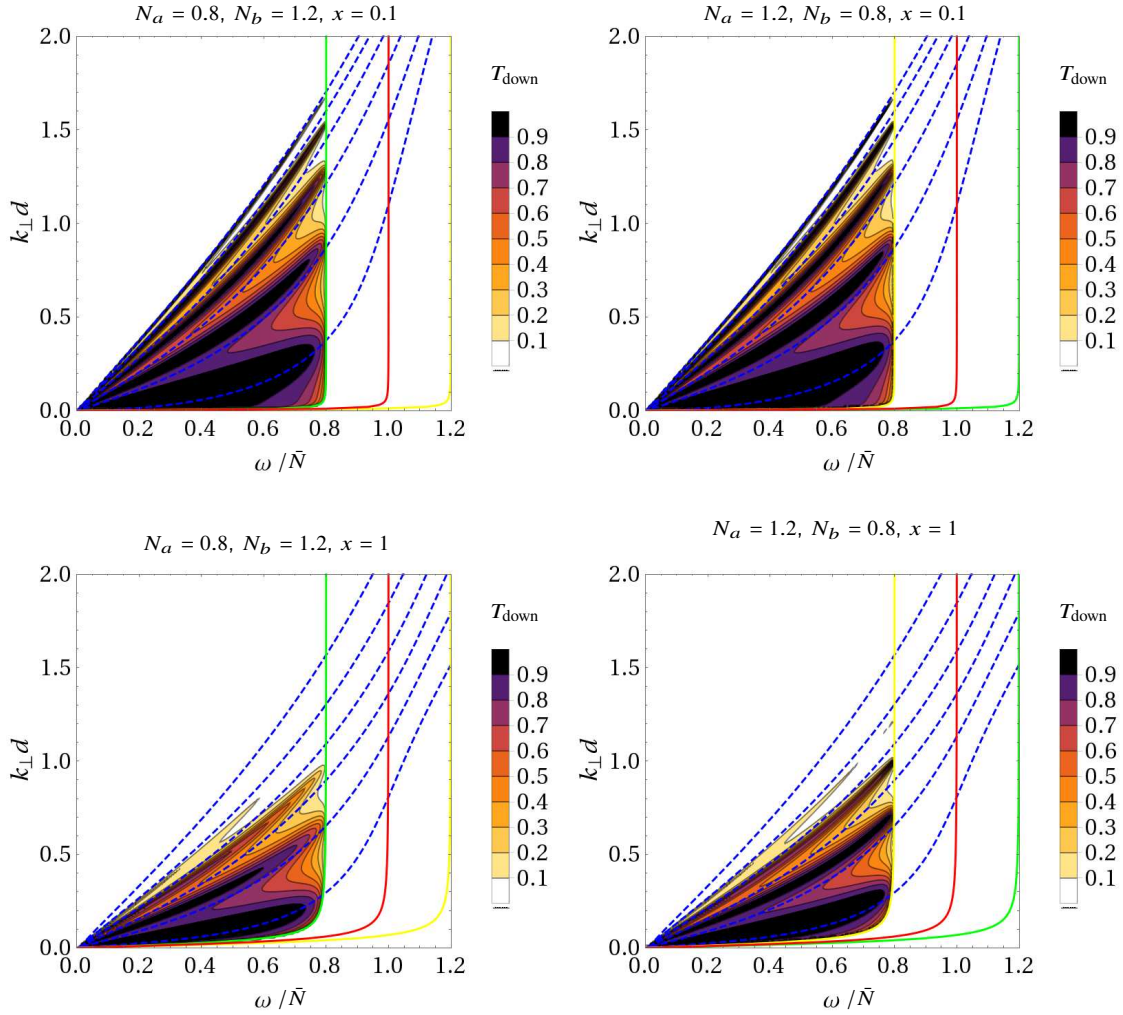 N_a = 0.8, N_b = 1.2, x = 0.1
2.0
1.5
1.0
0.5
0.0
k_⊥d
0.0 0.2 0.4 0.6 0.8 1.0 1.2
ω / N̄
T_down
0.9
0.8
0.7
0.6
0.5
0.4
0.3
0.2
0.1
N_a = 1.2, N_b = 0.8, x = 0.1
2.0
1.5
1.0
0.5
0.0
k_⊥d
0.0 0.2 0.4 0.6 0.8 1.0 1.2
ω / N̄
T_down
0.9
0.8
0.7
0.6
0.5
0.4
0.3
0.2
0.1
N_a = 0.8, N_b = 1.2, x = 1
2.0
1.5
1.0
0.5
0.0
k_⊥d
0.0 0.2 0.4 0.6 0.8 1.0 1.2
ω / N̄
T_down
0.9
0.8
0.7
0.6
0.5
0.4
0.3
0.2
0.1
N_a = 1.2, N_b = 0.8, x = 1
2.0
1.5
1.0
0.5
0.0
k_⊥d
0.0 0.2 0.4 0.6 0.8 1.0 1.2
ω / N̄
T_down
0.9
0.8
0.7
0.6
0.5
0.4
0.3
0.2
0.1